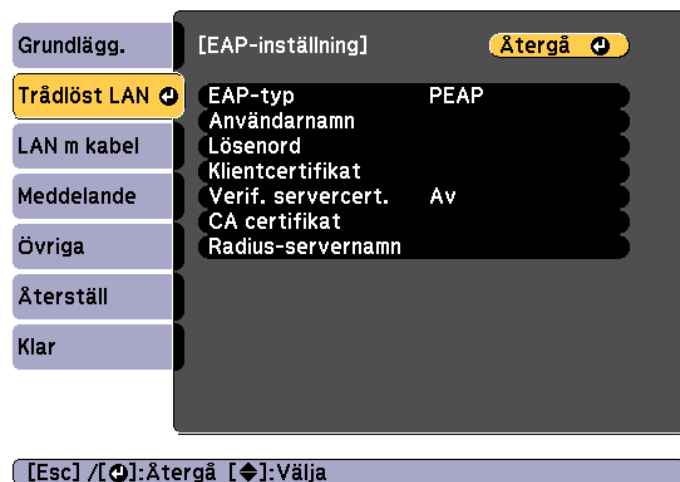 Grundlägg.
Trådlöst LAN
LAN m kabel
Meddelande
Övriga
Återställ
Klar
[EAP-inställning] Återgå
EAP-typ PEAP
Användarnamn
Lösenord
Klientcertifikat
Verif. servercert. Av
CA certifikat
Radius-servernamn
[Esc] /[⏎]:Återgå [◆]:Välja